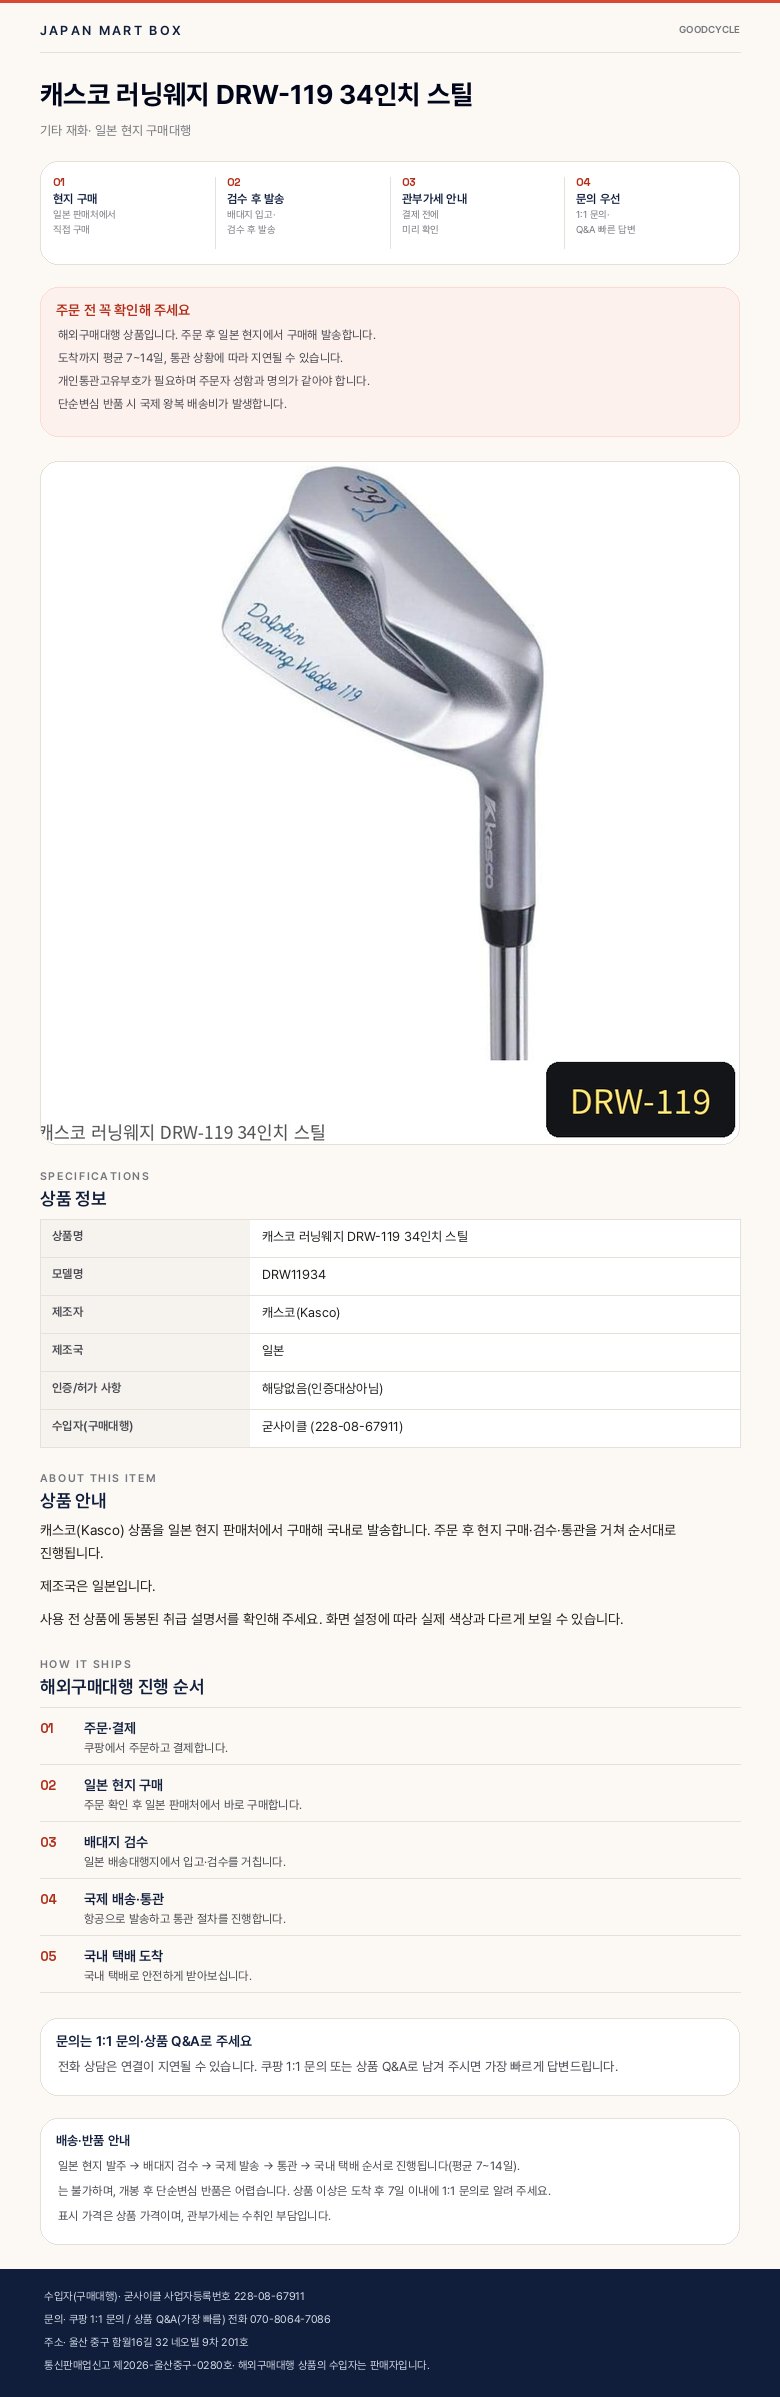 JAPAN MART BOX
GOODCYCLE
캐스코 러닝웨지 DRW-119 34인치 스틸
기타 재화· 일본 현지 구매대행
01
현지 구매
일본 판매처에서
직접 구매
02
검수 후 발송
배대지 입고·
검수 후 발송
03
관부가세 안내
결제 전에
미리 확인
04
문의 우선
1:1 문의·
Q&A 빠른 답변
주문 전 꼭 확인해 주세요
해외구매대행 상품입니다. 주문 후 일본 현지에서 구매해 발송합니다.
도착까지 평균 7~14일, 통관 상황에 따라 지연될 수 있습니다.
개인통관고유부호가 필요하며 주문자 성함과 명의가 같아야 합니다.
단순변심 반품 시 국제 왕복 배송비가 발생합니다.
39
Dolphin
Running Wedge 119
K kasco
DRW-119
캐스코 러닝웨지 DRW-119 34인치 스틸
SPECIFICATIONS
상품 정보
상품명 캐스코 러닝웨지 DRW-119 34인치 스틸
모델명 DRW11934
제조자 캐스코(Kasco)
제조국 일본
인증/허가 사항 해당없음(인증대상아님)
수입자(구매대행) 굳사이클 (228-08-67911)
ABOUT THIS ITEM
상품 안내
캐스코(Kasco) 상품을 일본 현지 판매처에서 구매해 국내로 발송합니다. 주문 후 현지 구매·검수·통관을 거쳐 순서대로
진행됩니다.
제조국은 일본입니다.
사용 전 상품에 동봉된 취급 설명서를 확인해 주세요. 화면 설정에 따라 실제 색상과 다르게 보일 수 있습니다.
HOW IT SHIPS
해외구매대행 진행 순서
01 주문·결제
쿠팡에서 주문하고 결제합니다.
02 일본 현지 구매
주문 확인 후 일본 판매처에서 바로 구매합니다.
03 배대지 검수
일본 배송대행지에서 입고·검수를 거칩니다.
04 국제 배송·통관
항공으로 발송하고 통관 절차를 진행합니다.
05 국내 택배 도착
국내 택배로 안전하게 받아보십니다.
문의는 1:1 문의·상품 Q&A로 주세요
전화 상담은 연결이 지연될 수 있습니다. 쿠팡 1:1 문의 또는 상품 Q&A로 남겨 주시면 가장 빠르게 답변드립니다.
배송·반품 안내
일본 현지 발주 → 배대지 검수 → 국제 발송 → 통관 → 국내 택배 순서로 진행됩니다(평균 7~14일).
는 불가하며, 개봉 후 단순변심 반품은 어렵습니다. 상품 이상은 도착 후 7일 이내에 1:1 문의로 알려 주세요.
표시 가격은 상품 가격이며, 관부가세는 수취인 부담입니다.
수입자(구매대행)· 굳사이클 사업자등록번호 228-08-67911
문의· 쿠팡 1:1 문의 / 상품 Q&A(가장 빠름) 전화 070-8064-7086
주소· 울산 중구 함월16길 32 네오빌 9차 201호
통신판매업신고 제2026-울산중구-0280호· 해외구매대행 상품의 수입자는 판매자입니다.